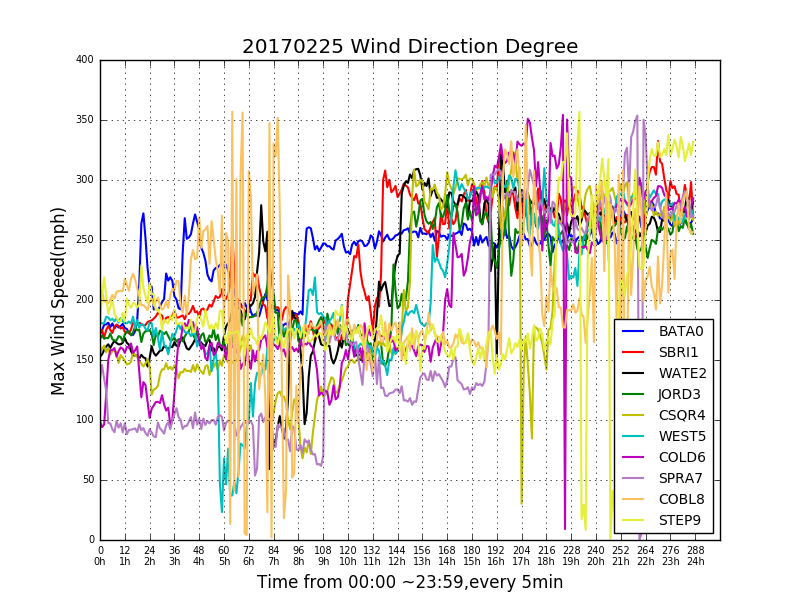 20170225 Wind Direction Degree
Max Wind Speed(mph)
400
350
300
250
200
150
100
50
0
BATA0
SBRI1
WATE2
JORD3
CSQR4
WEST5
COLD6
SPRA7
COBL8
STEP9
0 12 24 36 48 60 72 84 96 108 120 132 144 156 168 180 192 204 216 228 240 252 264 276 288
0h 1h 2h 3h 4h 5h 6h 7h 8h 9h 10h 11h 12h 13h 14h 15h 16h 17h 18h 19h 20h 21h 22h 23h 24h
Time from 00:00 ~23:59,every 5min